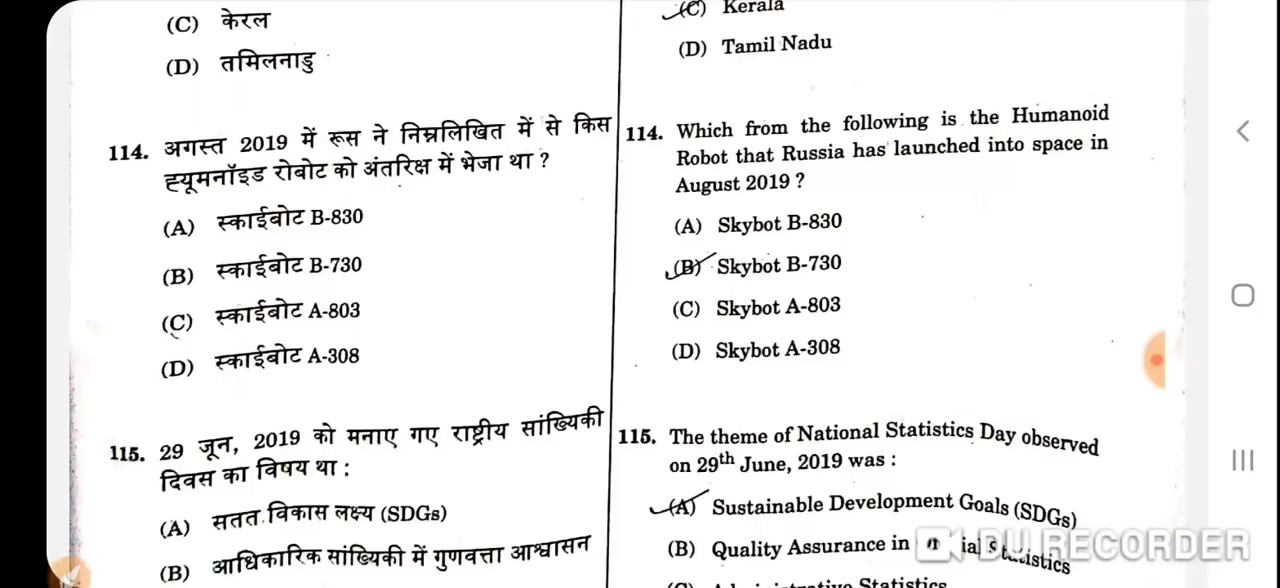 (C) केरल
(D) तमिलनाडु
114. अगस्त 2019 में रूस ने निम्नलिखित में से किस
ह्यूमनॉइड रोबोट को अंतरिक्ष में भेजा था ?
(A) स्काईबोट B-830
(B) स्काईबोट B-730
(C) स्काईबोट A-803
(D) स्काईबोट A-308
115. 29 जून, 2019 को मनाए गए राष्ट्रीय सांख्यिकी
दिवस का विषय था :
(A) सतत विकास लक्ष्य (SDGs)
(B) आधिकारिक सांख्यिकी में गुणवत्ता आश्वासन
(C) Kerala
(D) Tamil Nadu
114. Which from the following is the Humanoid
Robot that Russia has launched into space in
August 2019 ?
(A) Skybot B-830
(B) Skybot B-730
(C) Skybot A-803
(D) Skybot A-308
115. The theme of National Statistics Day observed
on 29th June, 2019 was :
(A) Sustainable Development Goals (SDGs)
(B) Quality Assurance in Statistics
Statistics
DU RECORDER